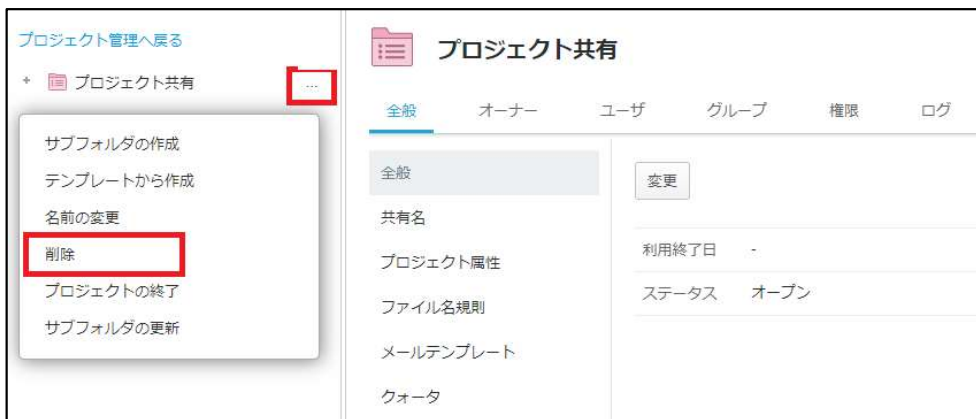 プロジェクト管理へ戻る
+ プロジェクト共有 ...
サブフォルダの作成
テンプレートから作成
名前の変更
削除
プロジェクトの終了
サブフォルダの更新
プロジェクト共有
全般 オーナー ユーザ グループ 権限 ログ
全般
共有名
プロジェクト属性
ファイル名規則
メールテンプレート
クォータ
変更
利用終了日 -
ステータス オープン